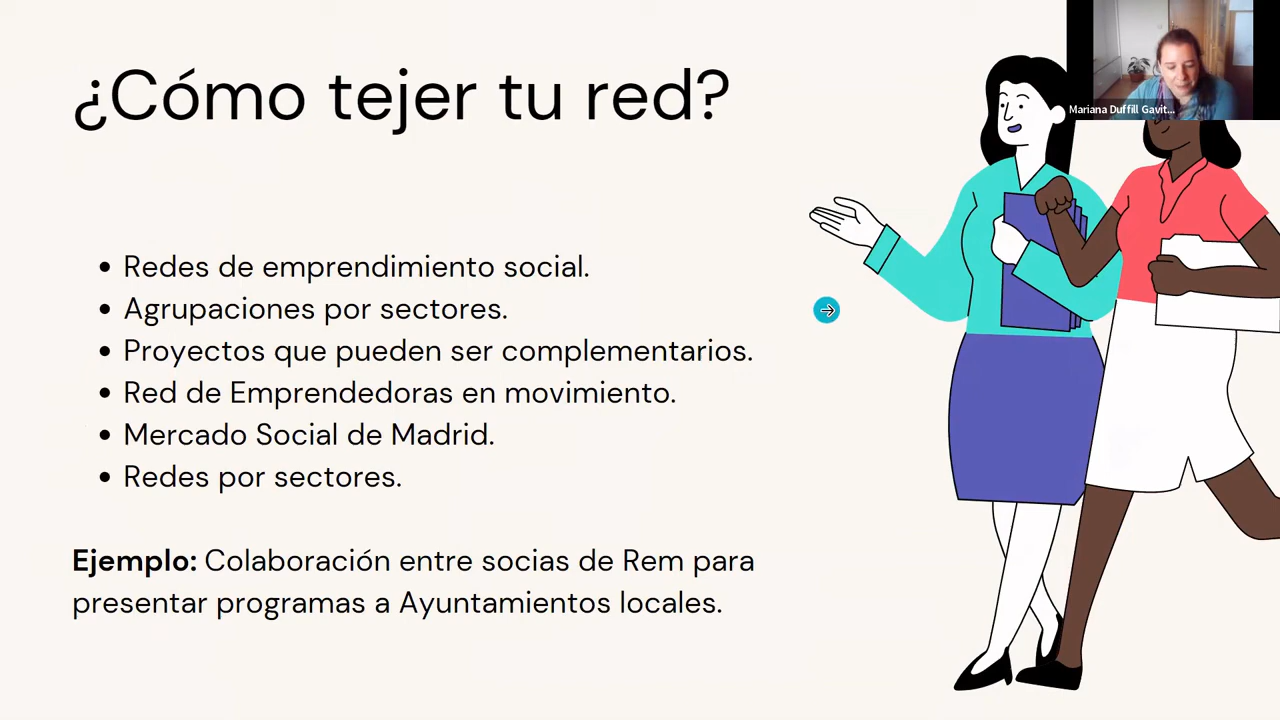 ¿Cómo tejer tu red?
Mariana Duffill Gavit...
• Redes de emprendimiento social.
• Agrupaciones por sectores.
• Proyectos que pueden ser complementarios.
• Red de Emprendedoras en movimiento.
• Mercado Social de Madrid.
• Redes por sectores.
Ejemplo: Colaboración entre socias de Rem para
presentar programas a Ayuntamientos locales.